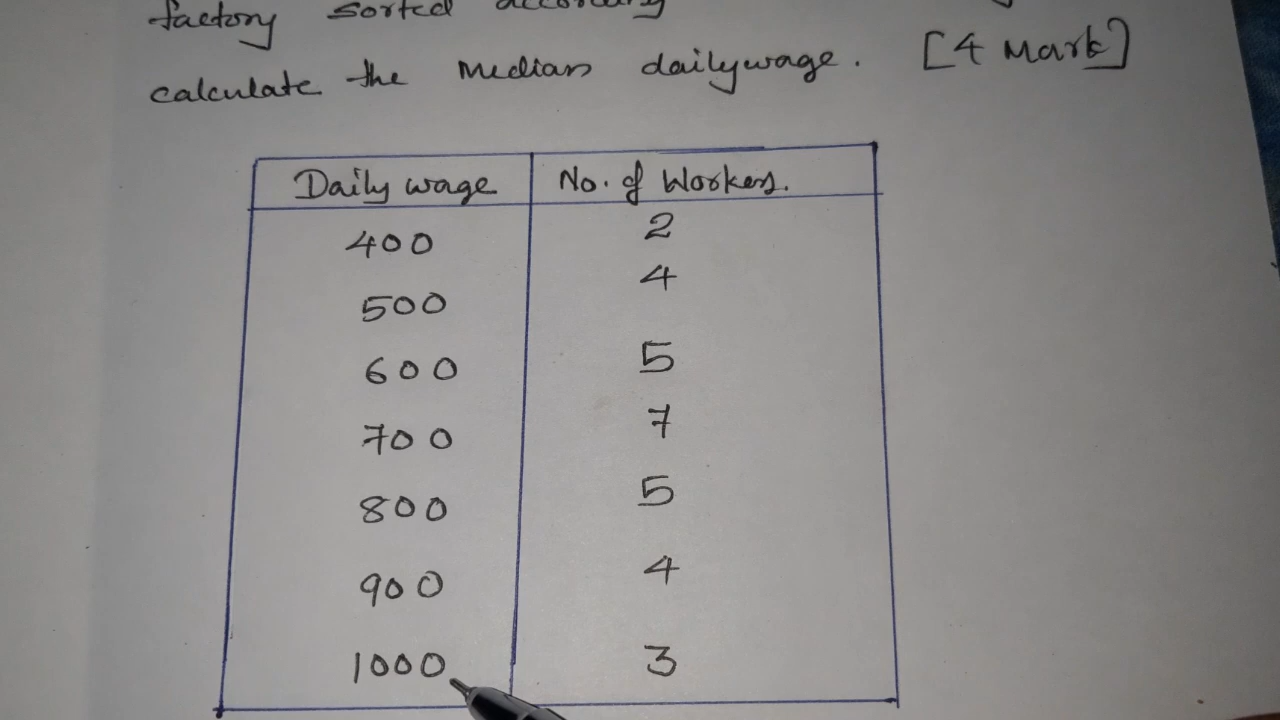 factory sorted according
calculate the Median dailywage. [4 Mark]
Daily wage No. of Workers.
400 2
500 4
600 5
700 7
800 5
900 4
1000 3